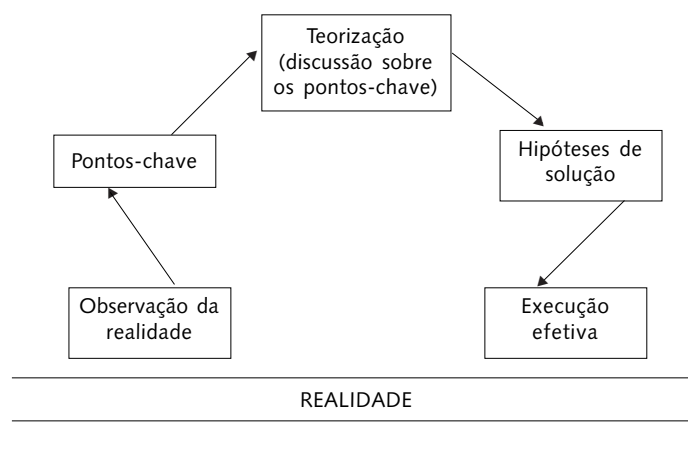 Teorização
(discussão sobre
os pontos-chave)
Pontos-chave
Hipóteses de
solução
Observação da
realidade
Execução
efetiva
REALIDADE